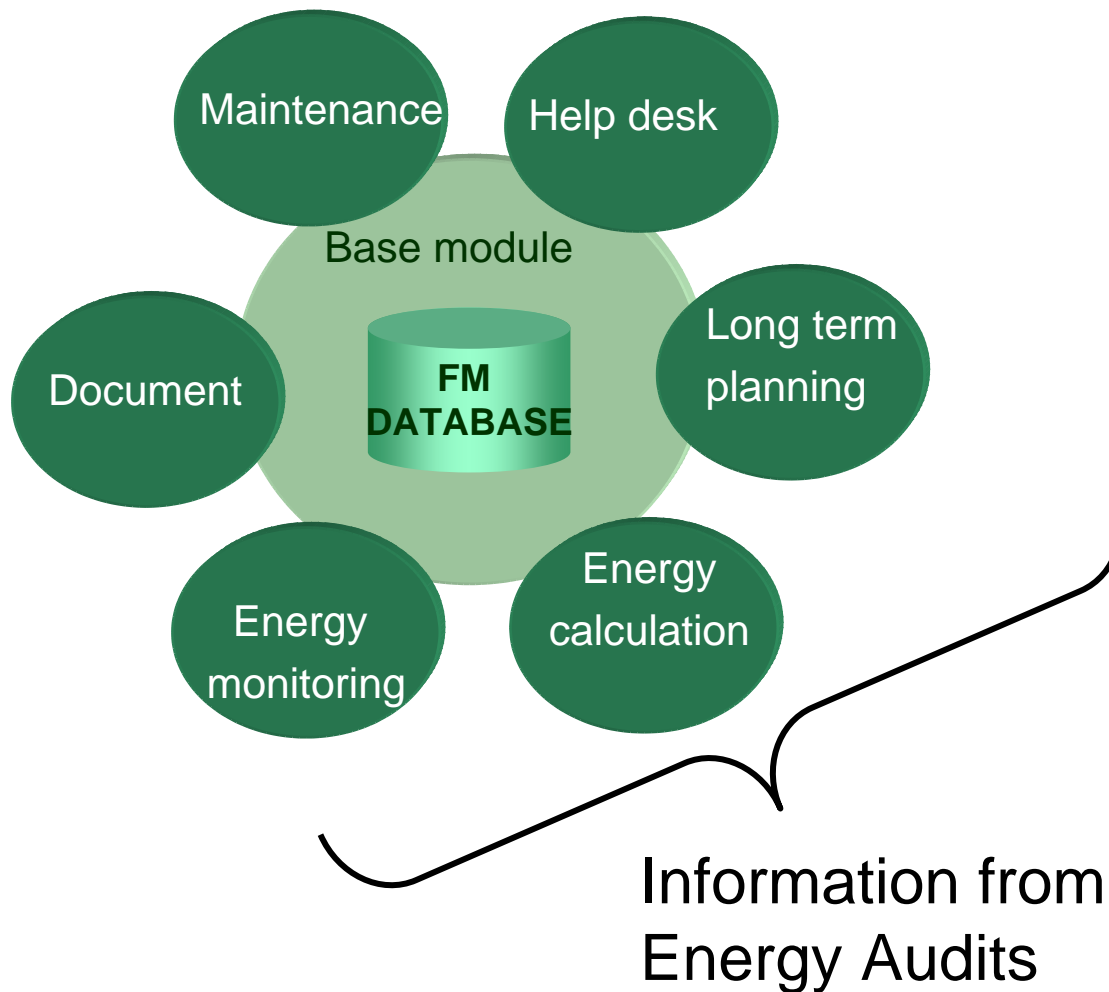 Maintenance
Help desk
Base module
Long term
planning
Document
FM
DATABASE
Energy
calculation
Energy
monitoring
Information from
Energy Audits